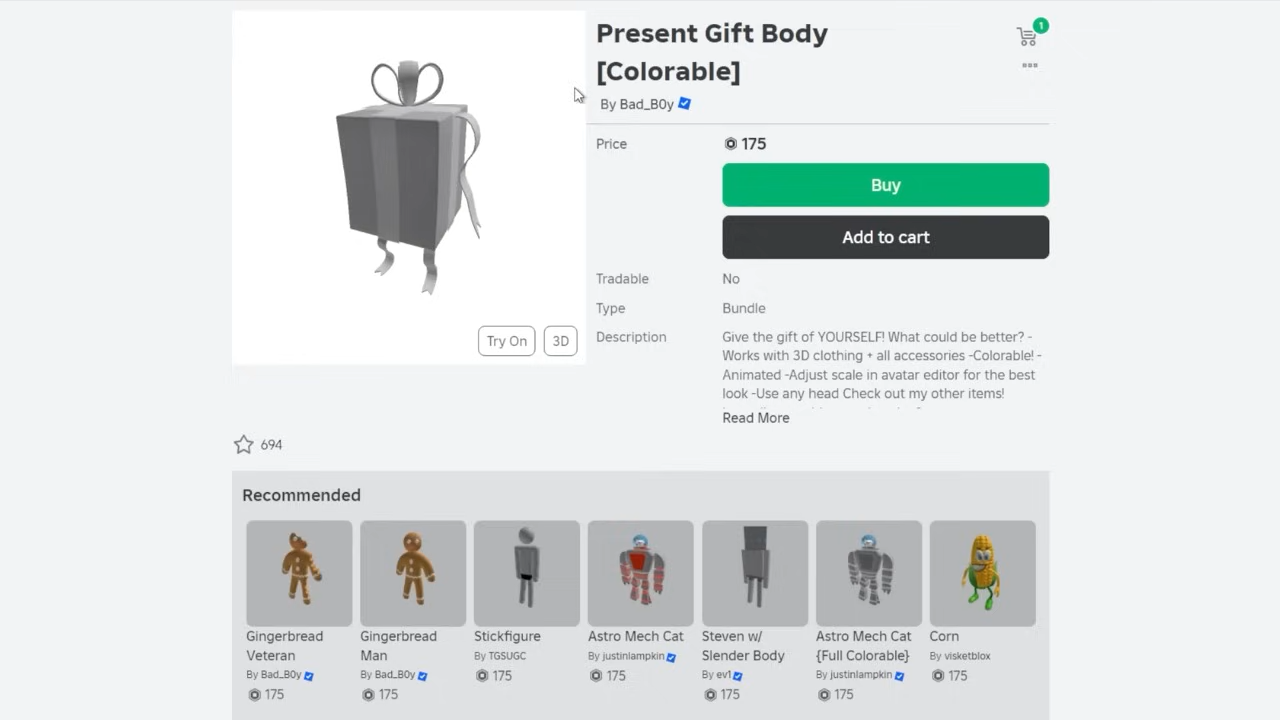 Present Gift Body
[Colorable]
1
By Bad_B0y
Price
175
Buy
Add to cart
Tradable
No
Type
Bundle
Description
Give the gift of YOURSELF! What could be better? -
Works with 3D clothing + all accessories -Colorable! -
Animated -Adjust scale in avatar editor for the best
look -Use any head Check out my other items!
Read More
Try On
3D
694
Recommended
Gingerbread
Veteran
By Bad_B0y
175
Gingerbread
Man
By Bad_B0y
175
Stickfigure
By TGSUGC
175
Astro Mech Cat
By justinlampkin
175
Steven w/
Slender Body
By ev1
175
Astro Mech Cat
{Full Colorable}
By justinlampkin
175
Corn
By visketblox
175